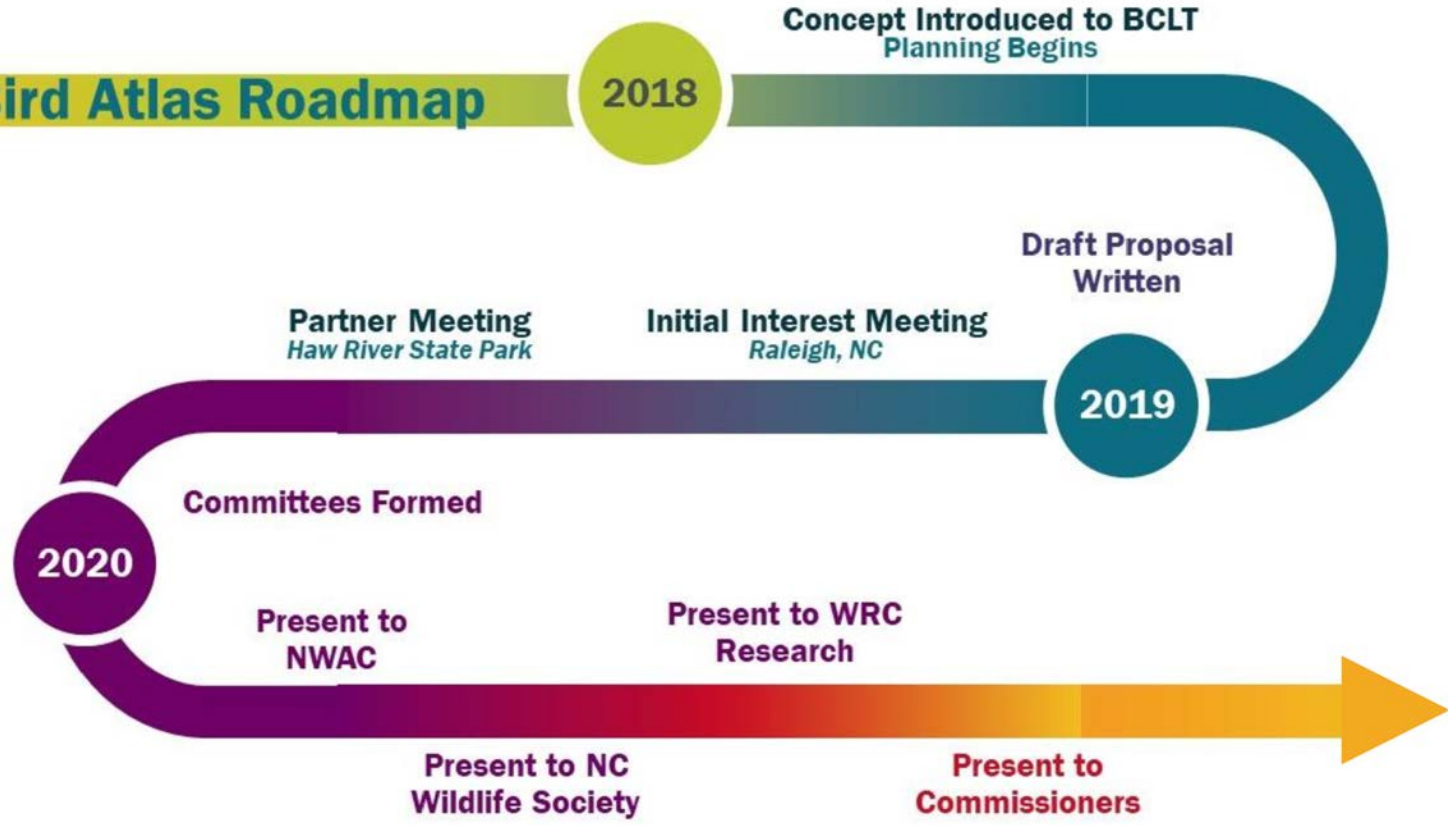 ird Atlas Roadmap
2018
Concept Introduced to BCLT
Planning Begins
Draft Proposal
Written
2019
Initial Interest Meeting
Raleigh, NC
Partner Meeting
Haw River State Park
2020
Committees Formed
Present to
NWAC
Present to NC
Wildlife Society
Present to WRC
Research
Present to
Commissioners